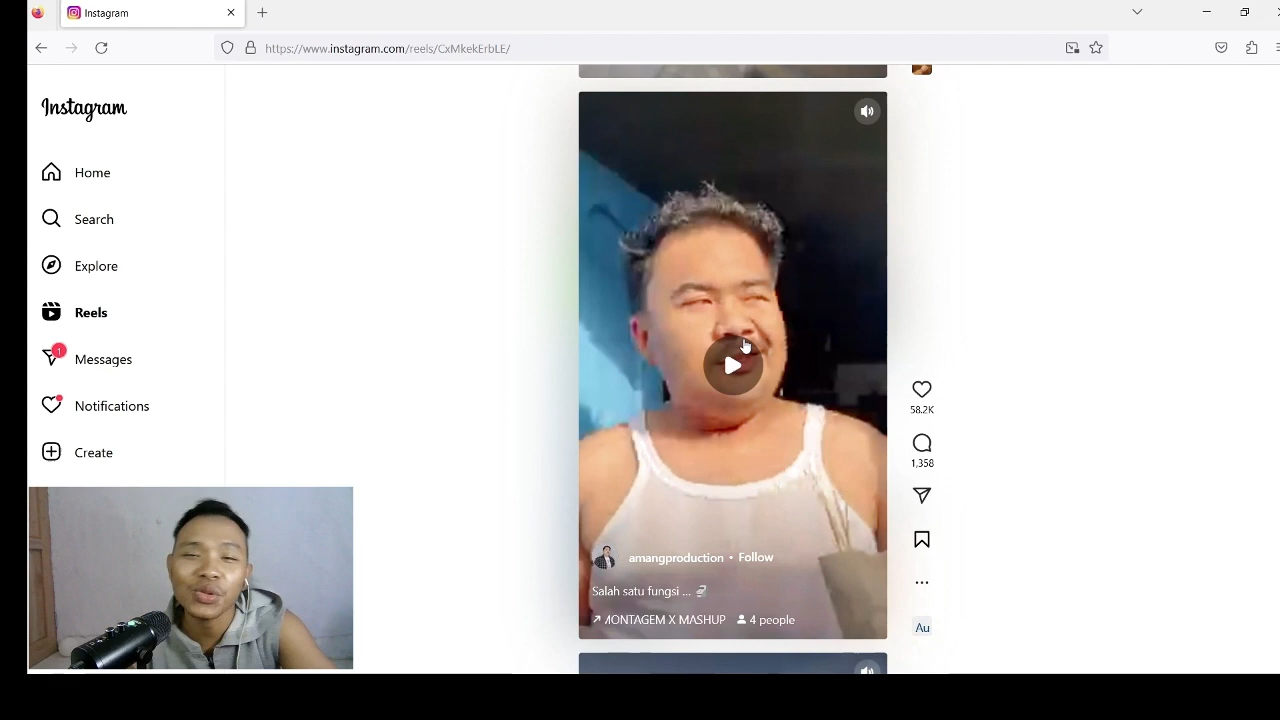 Instagram
https://www.instagram.com/reels/CxMkekErbLE/
Instagram
Home
Search
Explore
Reels
1
Messages
Notifications
Create
58.2K
1,358
amangproduction • Follow
Salah satu fungsi ...
MONTAGEM X MASHUP 4 people
Au